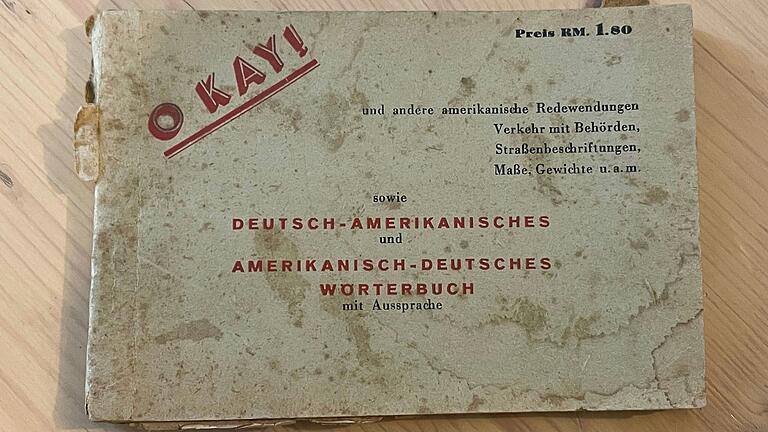 O KAY!
Preis RM. 1.80
und andere amerikanische Redewendungen
Verkehr mit Behörden,
Straßenbeschriftungen,
Maße, Gewichte u. a. m.
sowie
DEUTSCH-AMERIKANISCHES
und
AMERIKANISCH-DEUTSCHES
WÖRTERBUCH
mit Aussprache